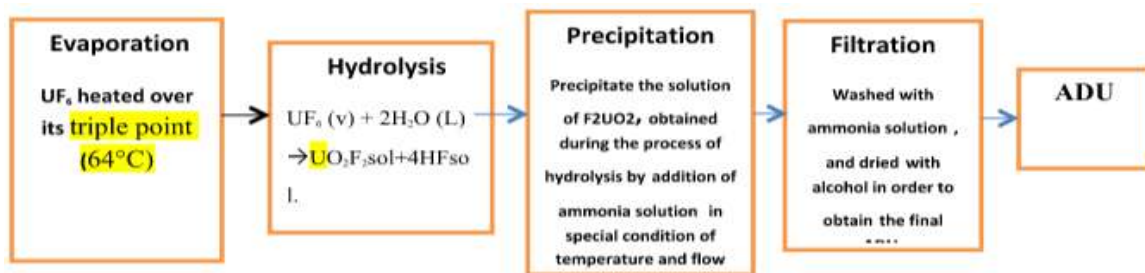 Evaporation
UF₆ heated over
its triple point
(64°C)
Hydrolysis
UF₆ (v) + 2H₂O (L)
→UO₂F₂sol+4HFso
l.
Precipitation
Precipitate the solution
of F2UO2, obtained
during the process of
hydrolysis by addition of
ammonia solution in
special condition of
temperature and flow
Filtration
Washed with
ammonia solution ,
and dried with
alcohol in order to
obtain the final
ADU